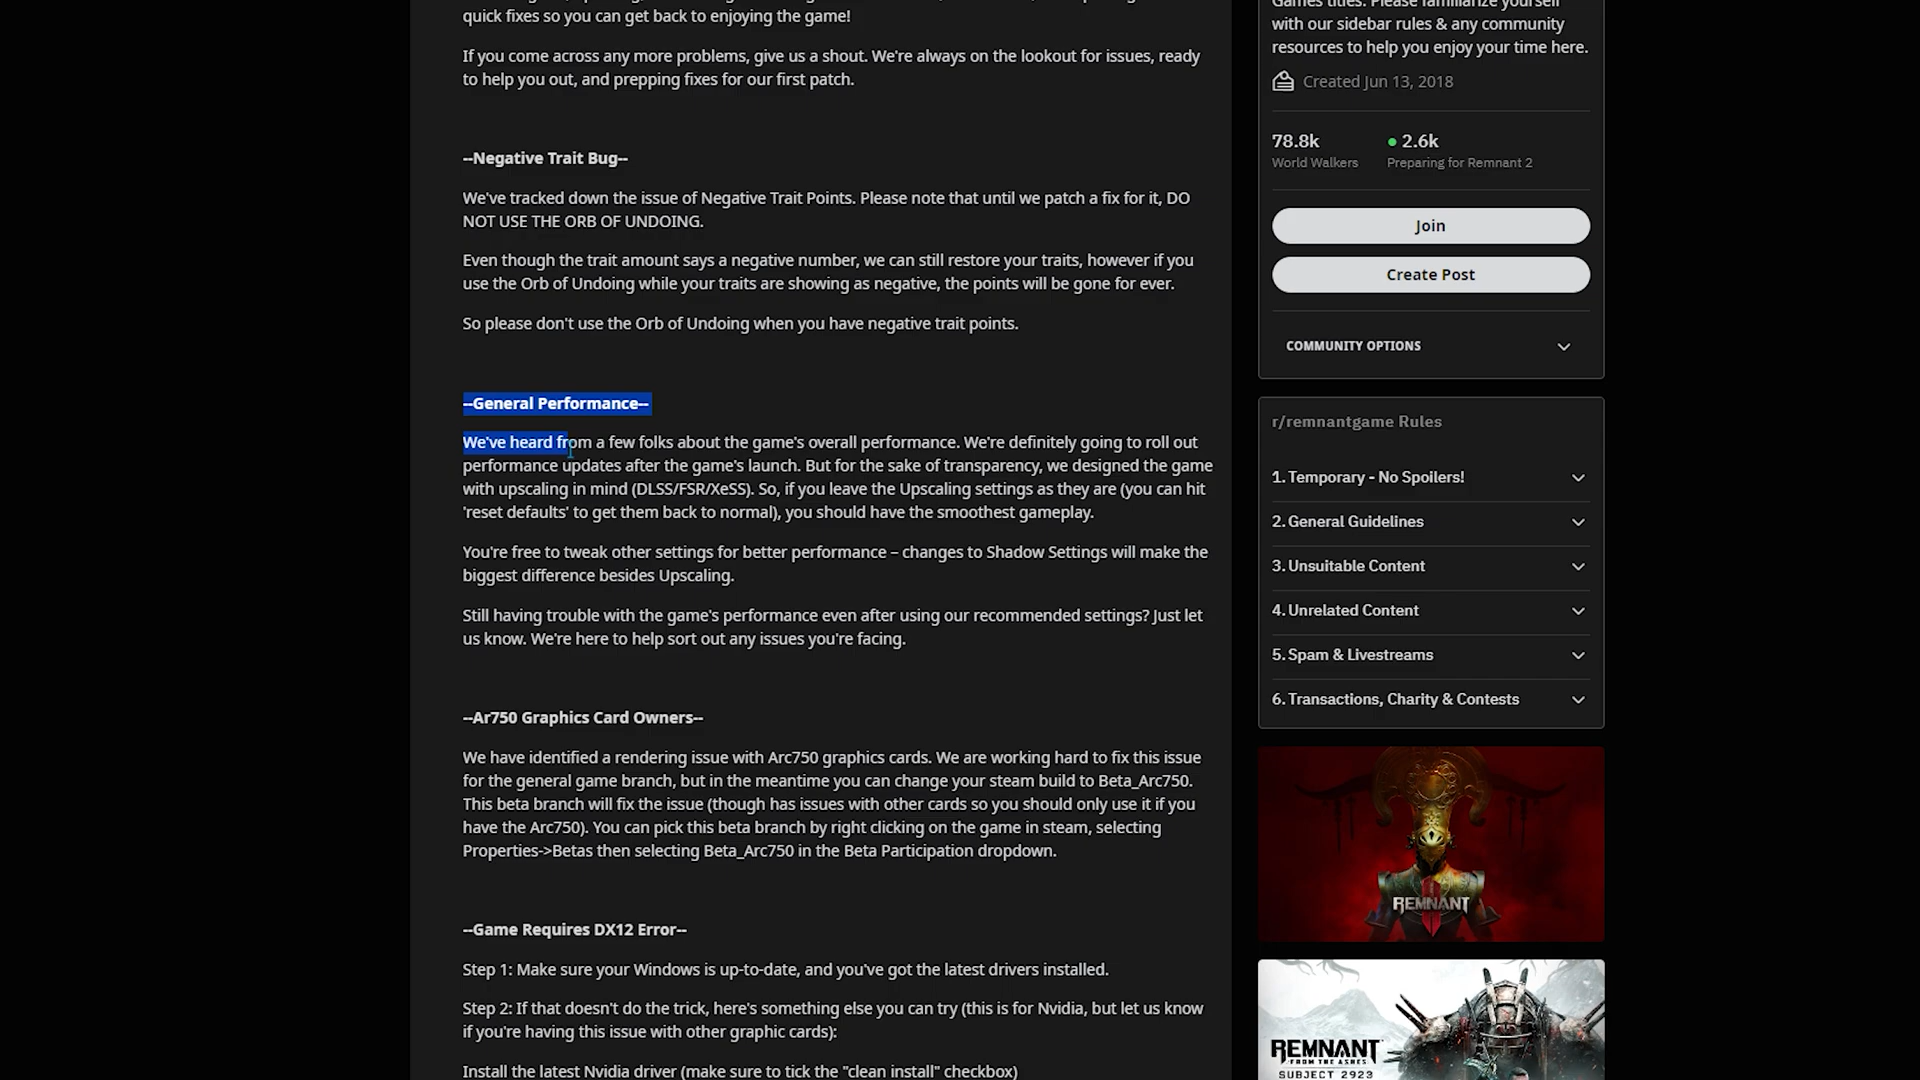 quick fixes so you can get back to enjoying the game!
If you come across any more problems, give us a shout. We're always on the lookout for issues, ready
to help you out, and prepping fixes for our first patch.
--Negative Trait Bug--
We've tracked down the issue of Negative Trait Points. Please note that until we patch a fix for it, DO
NOT USE THE ORB OF UNDOING.
Even though the trait amount says a negative number, we can still restore your traits, however if you
use the Orb of Undoing while your traits are showing as negative, the points will be gone for ever.
So please don't use the Orb of Undoing when you have negative trait points.
--General Performance--
We've heard from a few folks about the game's overall performance. We're definitely going to roll out
performance updates after the game's launch. But for the sake of transparency, we designed the game
with upscaling in mind (DLSS/FSR/XeSS). So, if you leave the Upscaling settings as they are (you can hit
'reset defaults' to get them back to normal), you should have the smoothest gameplay.
You're free to tweak other settings for better performance – changes to Shadow Settings will make the
biggest difference besides Upscaling.
Still having trouble with the game's performance even after using our recommended settings? Just let
us know. We're here to help sort out any issues you're facing.
--Ar750 Graphics Card Owners--
We have identified a rendering issue with Arc750 graphics cards. We are working hard to fix this issue
for the general game branch, but in the meantime you can change your steam build to Beta_Arc750.
This beta branch will fix the issue (though has issues with other cards so you should only use it if you
have the Arc750). You can pick this beta branch by right clicking on the game in steam, selecting
Properties->Betas then selecting Beta_Arc750 in the Beta Participation dropdown.
--Game Requires DX12 Error--
Step 1: Make sure your Windows is up-to-date, and you've got the latest drivers installed.
Step 2: If that doesn't do the trick, here's something else you can try (this is for Nvidia, but let us know
if you're having this issue with other graphic cards):
Install the latest Nvidia driver (make sure to tick the "clean install" checkbox)
Games titles. Please familiarize yourself
with our sidebar rules & any community
resources to help you enjoy your time here.
Created Jun 13, 2018
78.8k
World Walkers
2.6k
Preparing for Remnant 2
Join
Create Post
COMMUNITY OPTIONS
r/remnantgame Rules
1. Temporary - No Spoilers!
2. General Guidelines
3. Unsuitable Content
4. Unrelated Content
5. Spam & Livestreams
6. Transactions, Charity & Contests
REMNANT
REMNANT
FROM THE ASHES
SUBJECT 2923